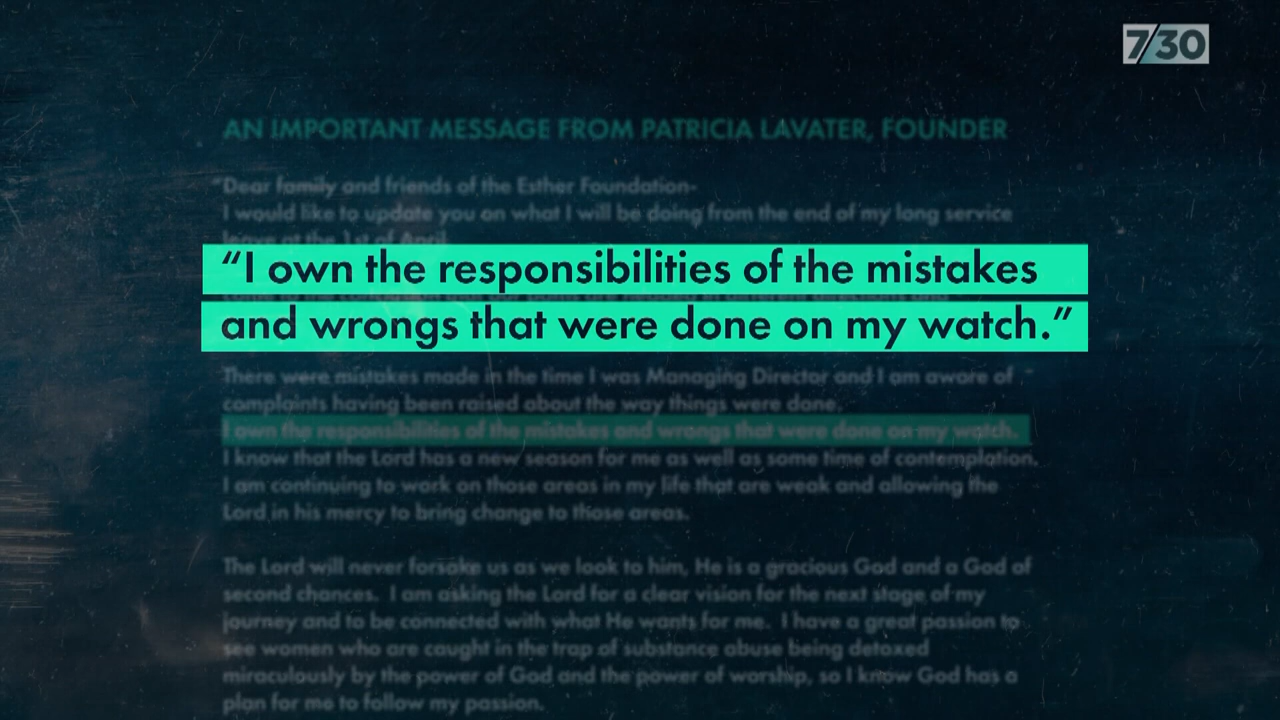 7/30
AN IMPORTANT MESSAGE FROM PATRICIA LAVATER, FOUNDER
"Dear family and friends of the Esther Foundation-
I would like to update you on what I will be doing from the end of my long service
leave at the 1st of April
“I own the responsibilities of the mistakes
and wrongs that were done on my watch.”
There were mistakes made in the time I was Managing Director and I am aware of
complaints having been raised about the way things were done.
I own the responsibilities of the mistakes and wrongs that were done on my watch.
I know that the Lord has a new season for me as well as some time of contemplation.
I am continuing to work on those areas in my life that are weak and allowing the
Lord in his mercy to bring change to those areas.
The Lord will never forsake us as we look to him, He is a gracious God and a God of
second chances. I am asking the Lord for a clear vision for the next stage of my
journey and to be connected with what He wants for me. I have a great passion to
see women who are caught in the trap of substance abuse being detoxed
miraculously by the power of God and the power of worship, so I know God has a
plan for me to follow my passion.